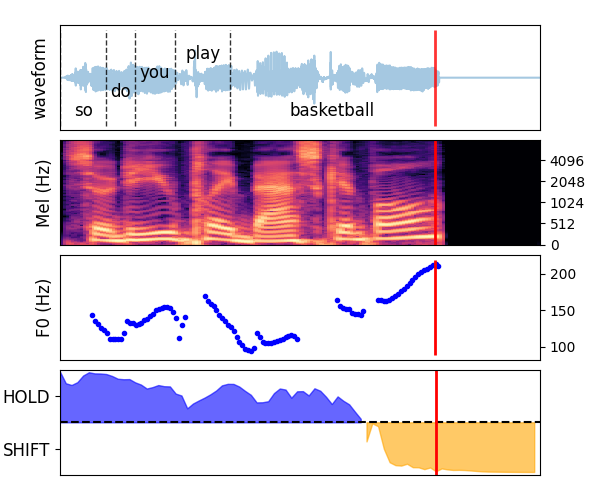 waveform
so
do
you
play
basketball
Mel (Hz)
4096
2048
1024
512
0
F0 (Hz)
200
150
100
HOLD
SHIFT